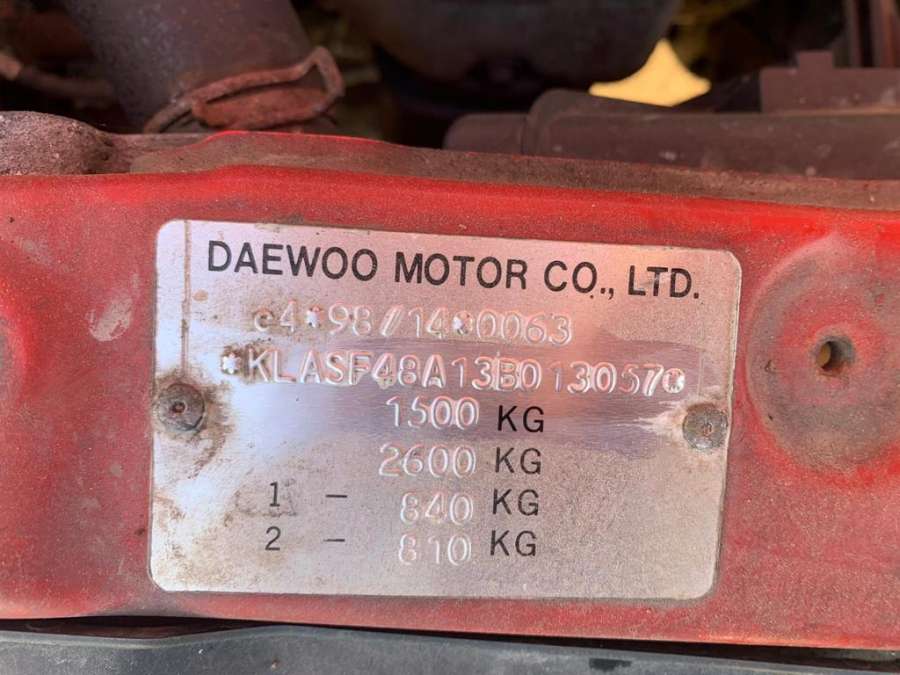 DAEWOO MOTOR CO., LTD.
e4*98/14*0063
*KLASF48A13B013057*
1500 KG
2600 KG
1 - 840 KG
2 - 810 KG